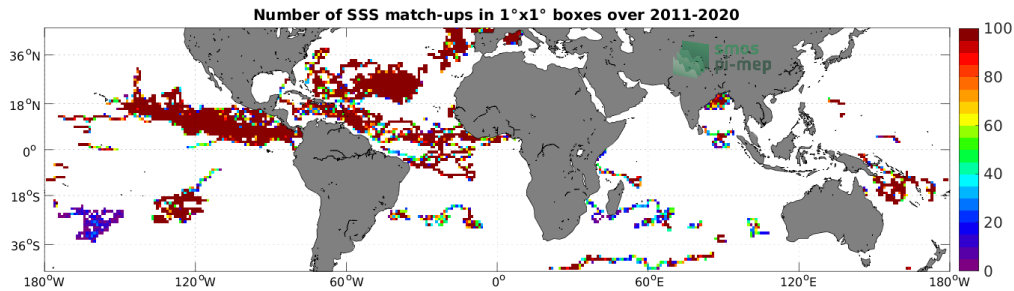 Number of SSS match-ups in 1°x1° boxes over 2011-2020
smos
pi-mep
36°N
18°N
0°
18°S
36°S
180°W
120°W
60°W
0°
60°E
120°E
180°W
100
80
60
40
20
0